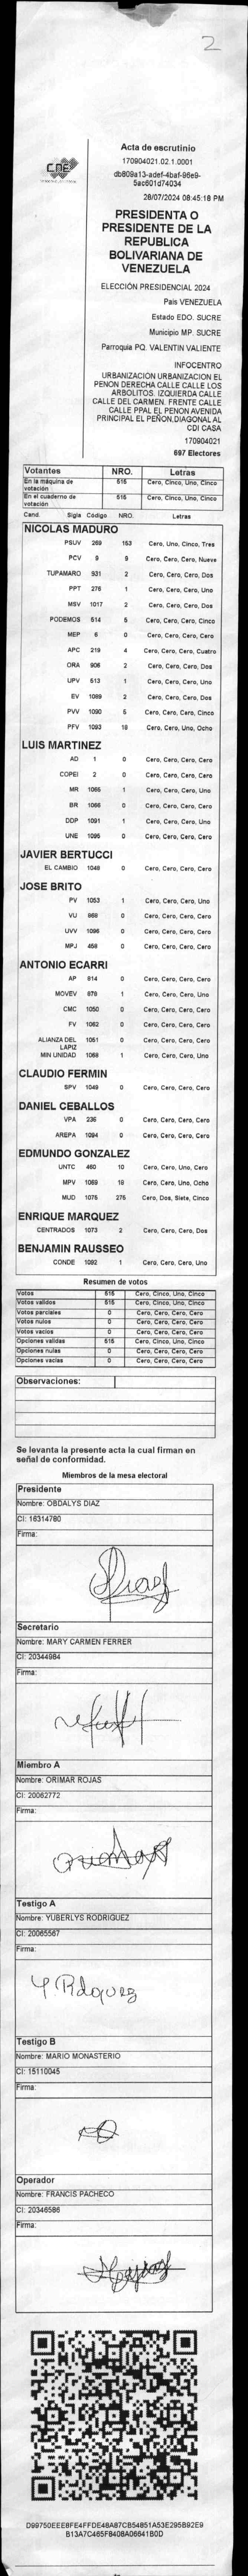 2
CNE
Acta de escrutinio
170904021.02.1.0001
db809a13-adef-4baf-96e9-
5ac601d74034
28/07/2024 08:45:18 PM
PRESIDENTA O
PRESIDENTE DE LA
REPUBLICA
BOLIVARIANA DE
VENEZUELA
ELECCIÓN PRESIDENCIAL 2024
Pais VENEZUELA
Estado EDO. SUCRE
Municipio MP. SUCRE
Parroquia PQ. VALENTIN VALIENTE
INFOCENTRO
URBANIZACION URBANIZACION EL
PENON DERECHA CALLE CALLE LOS
ARBOLITOS. IZQUIERDA CALLE
CALLE DEL CARMEN. FRENTE CALLE
CALLE PPAL EL PENON AVENIDA
PRINCIPAL EL PEÑON,DIAGONAL AL
CDI CASA
170904021
697 Electores
Votantes NRO. Letras
En la máquina de votación 515 Cero, Cinco, Uno, Cinco
En el cuaderno de votación 515 Cero, Cinco, Uno, Cinco
Cand. Sigla Código NRO. Letras
NICOLAS MADURO
PSUV 269 153 Cero, Uno, Cinco, Tres
PCV 9 9 Cero, Cero, Cero, Nueve
TUPAMARO 931 2 Cero, Cero, Cero, Dos
PPT 276 1 Cero, Cero, Cero, Uno
MSV 1017 2 Cero, Cero, Cero, Dos
PODEMOS 514 5 Cero, Cero, Cero, Cinco
MEP 6 0 Cero, Cero, Cero, Cero
APC 219 4 Cero, Cero, Cero, Cuatro
ORA 906 2 Cero, Cero, Cero, Dos
UPV 513 1 Cero, Cero, Cero, Uno
EV 1089 2 Cero, Cero, Cero, Dos
PVV 1090 5 Cero, Cero, Cero, Cinco
PFV 1093 18 Cero, Cero, Uno, Ocho
LUIS MARTINEZ
AD 1 0 Cero, Cero, Cero, Cero
COPEI 2 0 Cero, Cero, Cero, Cero
MR 1065 1 Cero, Cero, Cero, Uno
BR 1066 0 Cero, Cero, Cero, Cero
DDP 1091 1 Cero, Cero, Cero, Uno
UNE 1095 0 Cero, Cero, Cero, Cero
JAVIER BERTUCCI
EL CAMBIO 1048 0 Cero, Cero, Cero, Cero
JOSE BRITO
PV 1053 1 Cero, Cero, Cero, Uno
VU 868 0 Cero, Cero, Cero, Cero
UVV 1096 0 Cero, Cero, Cero, Cero
MPJ 458 0 Cero, Cero, Cero, Cero
ANTONIO ECARRI
AP 814 0 Cero, Cero, Cero, Cero
MOVEV 878 1 Cero, Cero, Cero, Uno
CMC 1050 0 Cero, Cero, Cero, Cero
FV 1062 0 Cero, Cero, Cero, Cero
ALIANZA DEL LAPIZ 1051 0 Cero, Cero, Cero, Cero
MIN UNIDAD 1068 1 Cero, Cero, Cero, Uno
CLAUDIO FERMIN
SPV 1049 0 Cero, Cero, Cero, Cero
DANIEL CEBALLOS
VPA 236 0 Cero, Cero, Cero, Cero
AREPA 1094 0 Cero, Cero, Cero, Cero
EDMUNDO GONZALEZ
UNTC 460 10 Cero, Cero, Uno, Cero
MPV 1069 18 Cero, Cero, Uno, Ocho
MUD 1075 275 Cero, Dos, Siete, Cinco
ENRIQUE MARQUEZ
CENTRADOS 1073 2 Cero, Cero, Cero, Dos
BENJAMIN RAUSSEO
CONDE 1092 1 Cero, Cero, Cero, Uno
Resumen de votos
Votos 515 Cero, Cinco, Uno, Cinco
Votos validos 515 Cero, Cinco, Uno, Cinco
Votos parciales 0 Cero, Cero, Cero, Cero
Votos nulos 0 Cero, Cero, Cero, Cero
Votos vacios 0 Cero, Cero, Cero, Cero
Opciones validas 515 Cero, Cinco, Uno, Cinco
Opciones nulas 0 Cero, Cero, Cero, Cero
Opciones vacias 0 Cero, Cero, Cero, Cero
Observaciones:
Se levanta la presente acta la cual firman en
señal de conformidad.
Miembros de la mesa electoral
Presidente
Nombre: OBDALYS DIAZ
CI: 16314780
Firma:
Secretario
Nombre: MARY CARMEN FERRER
CI: 20344984
Firma:
Miembro A
Nombre: ORIMAR ROJAS
CI: 20062772
Firma:
Testigo A
Nombre: YUBERLYS RODRIGUEZ
CI: 20065567
Firma:
Testigo B
Nombre: MARIO MONASTERIO
CI: 15110045
Firma:
Operador
Nombre: FRANCIS PACHECO
CI: 20346586
Firma:
D99750EEE8FE4FFDE48A87CB54851A53E295B92E9
B13A7C465F8408A06641B0D